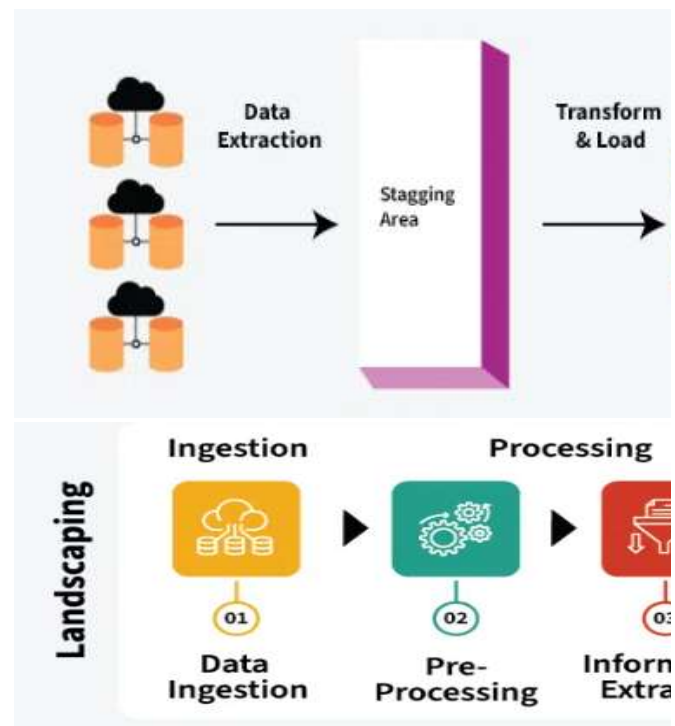 Data
Extraction
Transform
& Load
Stagging
Area
Ingestion
Processing
Landscaping
01
02
Data
Ingestion
Pre-
Processing